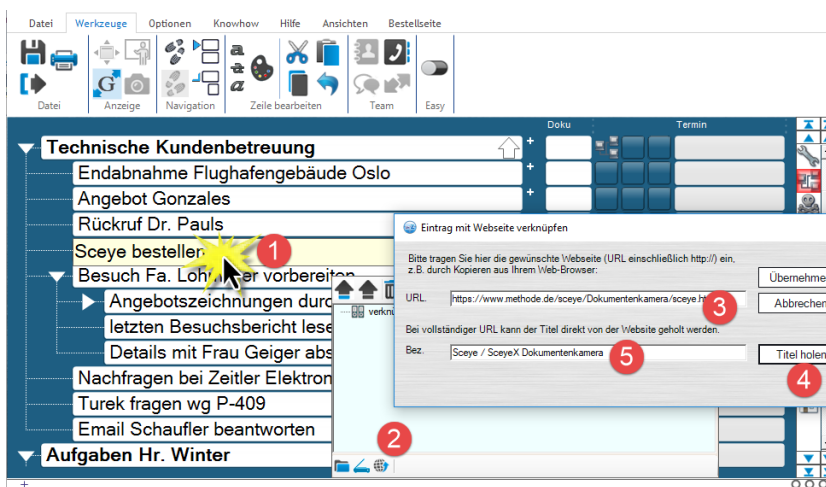 Datei Werkzeuge Optionen Knowhow Hilfe Ansichten Bestellseite
a
a
G a
Datei Anzeige Navigation Zeile bearbeiten Team Easy
Doku Termin
Technische Kundenbetreuung
Endabnahme Flughafengebäude Oslo
Angebot Gonzales
Rückruf Dr. Pauls
Sceye bestellen
1
Besuch Fa. vorbereiten
Angebotszeichnungen durc
letzten Besuchsbericht lese
Details mit Frau Geiger abs
Nachfragen bei Zeitler Elektron
Turek fragen wg P-409
Email Schaufler beantworten
Aufgaben Hr. Winter
verknü
2
Eintrag mit Webseite verknüpfen
Bitte tragen Sie hier die gewünschte Webseite (URL einschließlich http://) ein,
z.B. durch Kopieren aus Ihrem Web-Browser:
Übernehme
URL. https://www.methode.de/sceye/Dokumentenkamera/sceye.h
3
Abbrechen
Bei vollständiger URL kann der Titel direkt von der Website geholt werden.
Bez. Sceye / SceyeX Dokumentenkamera
5
Titel holen
4